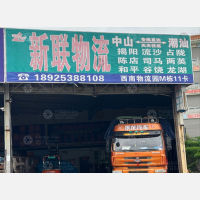 新联物流
中山——潮汕
揭阳 流沙 占陇
陈店 司马 两英
和平 谷饶 龙湖
18925388108
西南物流园M栋11卡